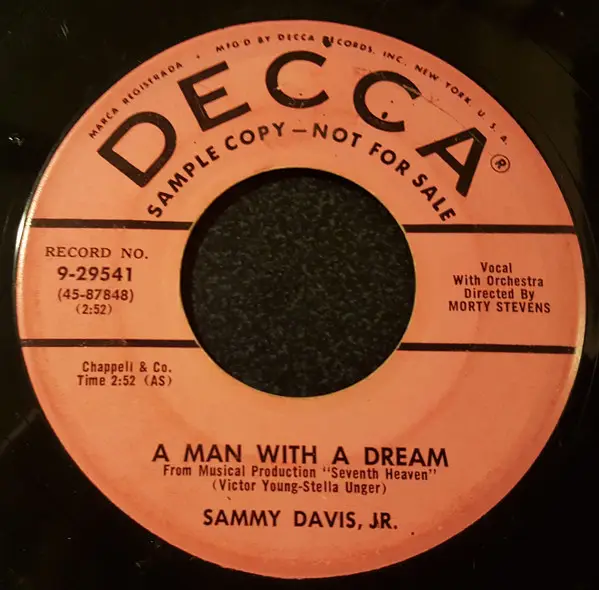 MARCA REGISTRADA • MFG'D BY DECCA RECORDS, INC., NEW YORK, U. S. A.
DECCA ®
SAMPLE COPY — NOT FOR SALE
RECORD NO.
9-29541
(45-87848)
(2:52)
Vocal
With Orchestra
Directed By
MORTY STEVENS
Chappell & Co.
Time 2:52 (AS)
A MAN WITH A DREAM
From Musical Production "Seventh Heaven"
(Victor Young-Stella Unger)
SAMMY DAVIS, JR.